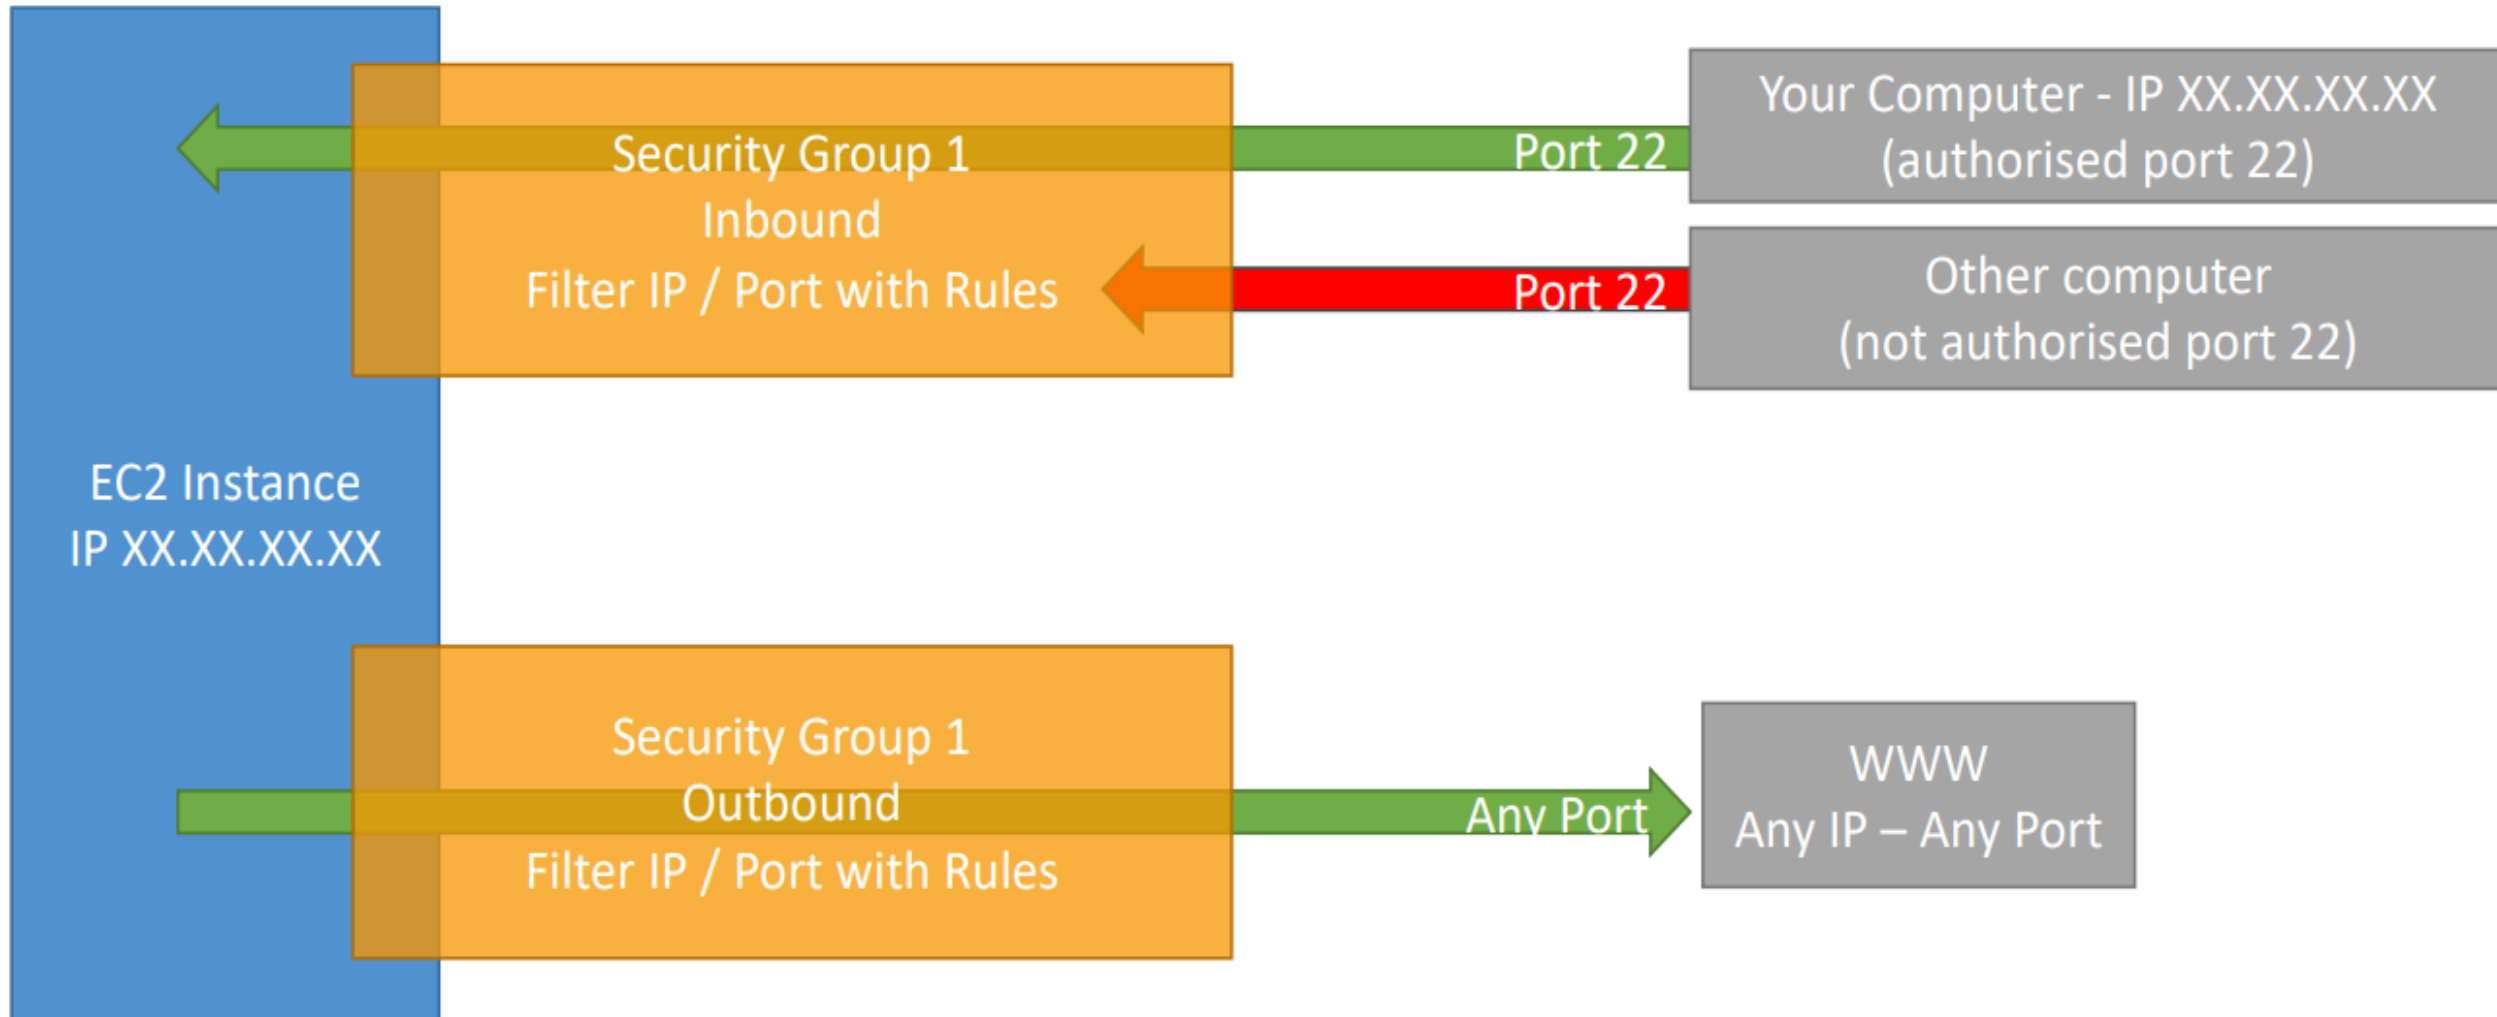 Your Computer - IP XX.XX.XX.XX
(authorised port 22)
Port 22
Security Group 1
Inbound
Filter IP / Port with Rules
Port 22
Other computer
(not authorised port 22)
EC2 Instance
IP XX.XX.XX.XX
Security Group 1
Outbound
Filter IP / Port with Rules
Any Port
WWW
Any IP – Any Port